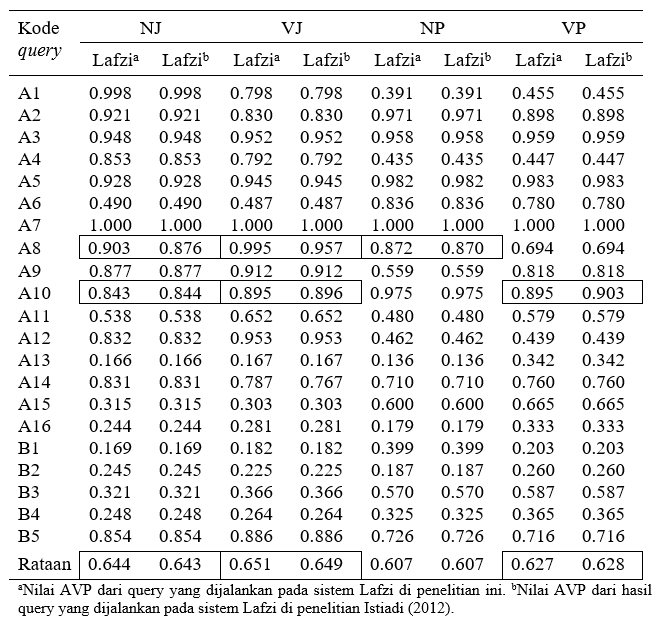 Kode NJ VJ NP VP
query Lafziᵃ Lafziᵇ Lafziᵃ Lafziᵇ Lafziᵃ Lafziᵇ Lafziᵃ Lafziᵇ
A1 0.998 0.998 0.798 0.798 0.391 0.391 0.455 0.455
A2 0.921 0.921 0.830 0.830 0.971 0.971 0.898 0.898
A3 0.948 0.948 0.952 0.952 0.958 0.958 0.959 0.959
A4 0.853 0.853 0.792 0.792 0.435 0.435 0.447 0.447
A5 0.928 0.928 0.945 0.945 0.982 0.982 0.983 0.983
A6 0.490 0.490 0.487 0.487 0.836 0.836 0.780 0.780
A7 1.000 1.000 1.000 1.000 1.000 1.000 1.000 1.000
A8 0.903 0.876 0.995 0.957 0.872 0.870 0.694 0.694
A9 0.877 0.877 0.912 0.912 0.559 0.559 0.818 0.818
A10 0.843 0.844 0.895 0.896 0.975 0.975 0.895 0.903
A11 0.538 0.538 0.652 0.652 0.480 0.480 0.579 0.579
A12 0.832 0.832 0.953 0.953 0.462 0.462 0.439 0.439
A13 0.166 0.166 0.167 0.167 0.136 0.136 0.342 0.342
A14 0.831 0.831 0.787 0.767 0.710 0.710 0.760 0.760
A15 0.315 0.315 0.303 0.303 0.600 0.600 0.665 0.665
A16 0.244 0.244 0.281 0.281 0.179 0.179 0.333 0.333
B1 0.169 0.169 0.182 0.182 0.399 0.399 0.203 0.203
B2 0.245 0.245 0.225 0.225 0.187 0.187 0.260 0.260
B3 0.321 0.321 0.366 0.366 0.570 0.570 0.587 0.587
B4 0.248 0.248 0.264 0.264 0.325 0.325 0.365 0.365
B5 0.854 0.854 0.886 0.886 0.726 0.726 0.716 0.716
Rataan 0.644 0.643 0.651 0.649 0.607 0.607 0.627 0.628
ᵃNilai AVP dari query yang dijalankan pada sistem Lafzi di penelitian ini. ᵇNilai AVP dari hasil
query yang dijalankan pada sistem Lafzi di penelitian Istiadi (2012).